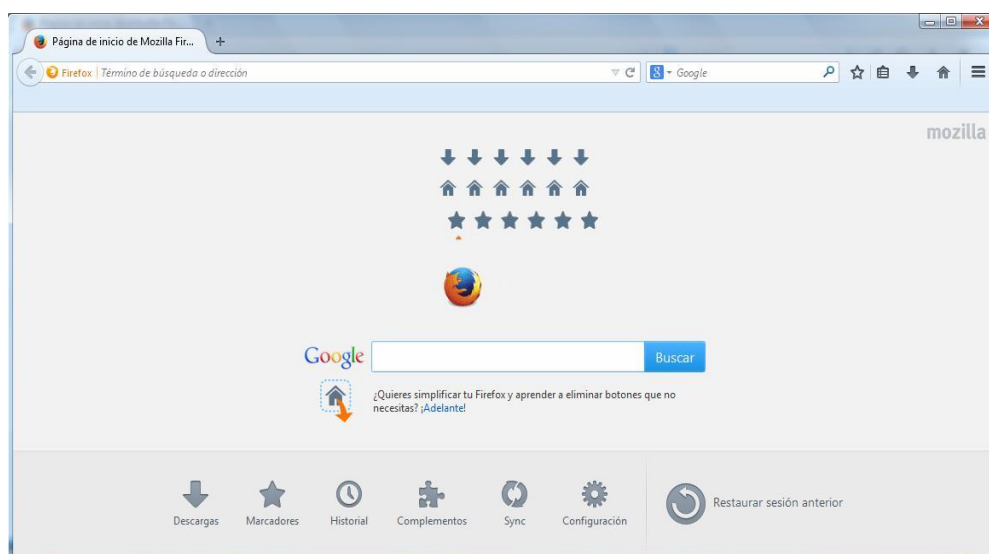 Página de inicio de Mozilla Fir...
Firefox Término de búsqueda o dirección
Google
mozilla
Google
Buscar
¿Quieres simplificar tu Firefox y aprender a eliminar botones que no
necesitas? ¡Adelante!
Descargas Marcadores Historial Complementos Sync Configuración Restaurar sesión anterior